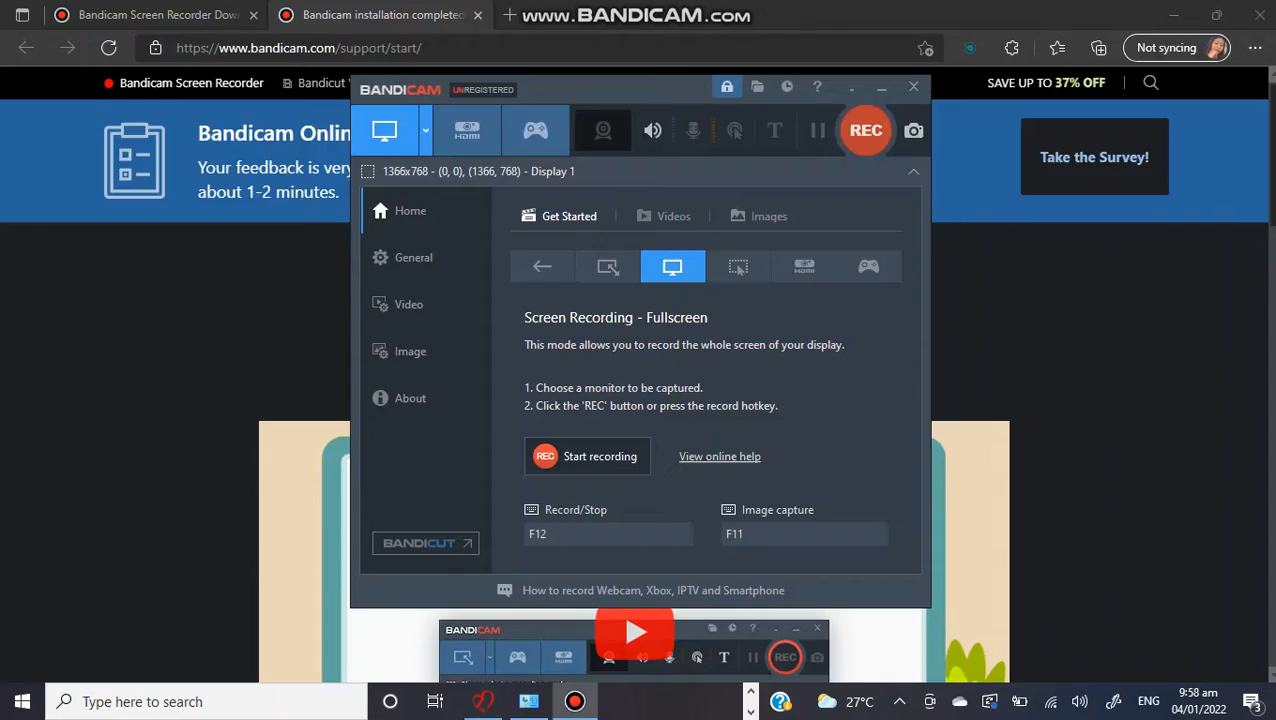 Bandicam Screen Recorder Dow
Bandicam installation completed
www.BANDICAM.com
https://www.bandicam.com/support/start/
Not syncing
Bandicam Screen Recorder
Bandicut V
SAVE UP TO 37% OFF
Bandicam Onlin
Your feedback is very
about 1-2 minutes.
Take the Survey!
BANDICAM UNREGISTERED
HDMI
T
REC
1366x768 - (0, 0), (1366, 768) - Display 1
Home
General
Video
Image
About
BANDICUT
Get Started
Videos
Images
HDMI
Screen Recording - Fullscreen
This mode allows you to record the whole screen of your display.
1. Choose a monitor to be captured.
2. Click the 'REC' button or press the record hotkey.
REC Start recording
View online help
Record/Stop
Image capture
F12
F11
How to record Webcam, Xbox, IPTV and Smartphone
BANDICAM
HDMI
T
REC
Type here to search
27°C
ENG
9:58 am
04/01/2022
3